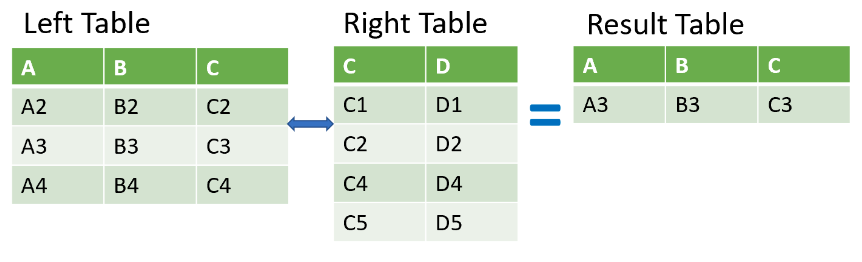 Left Table
A B C
A2 B2 C2
A3 B3 C3
A4 B4 C4
Right Table
C D
C1 D1
C2 D2
C4 D4
C5 D5
=
Result Table
A B C
A3 B3 C3